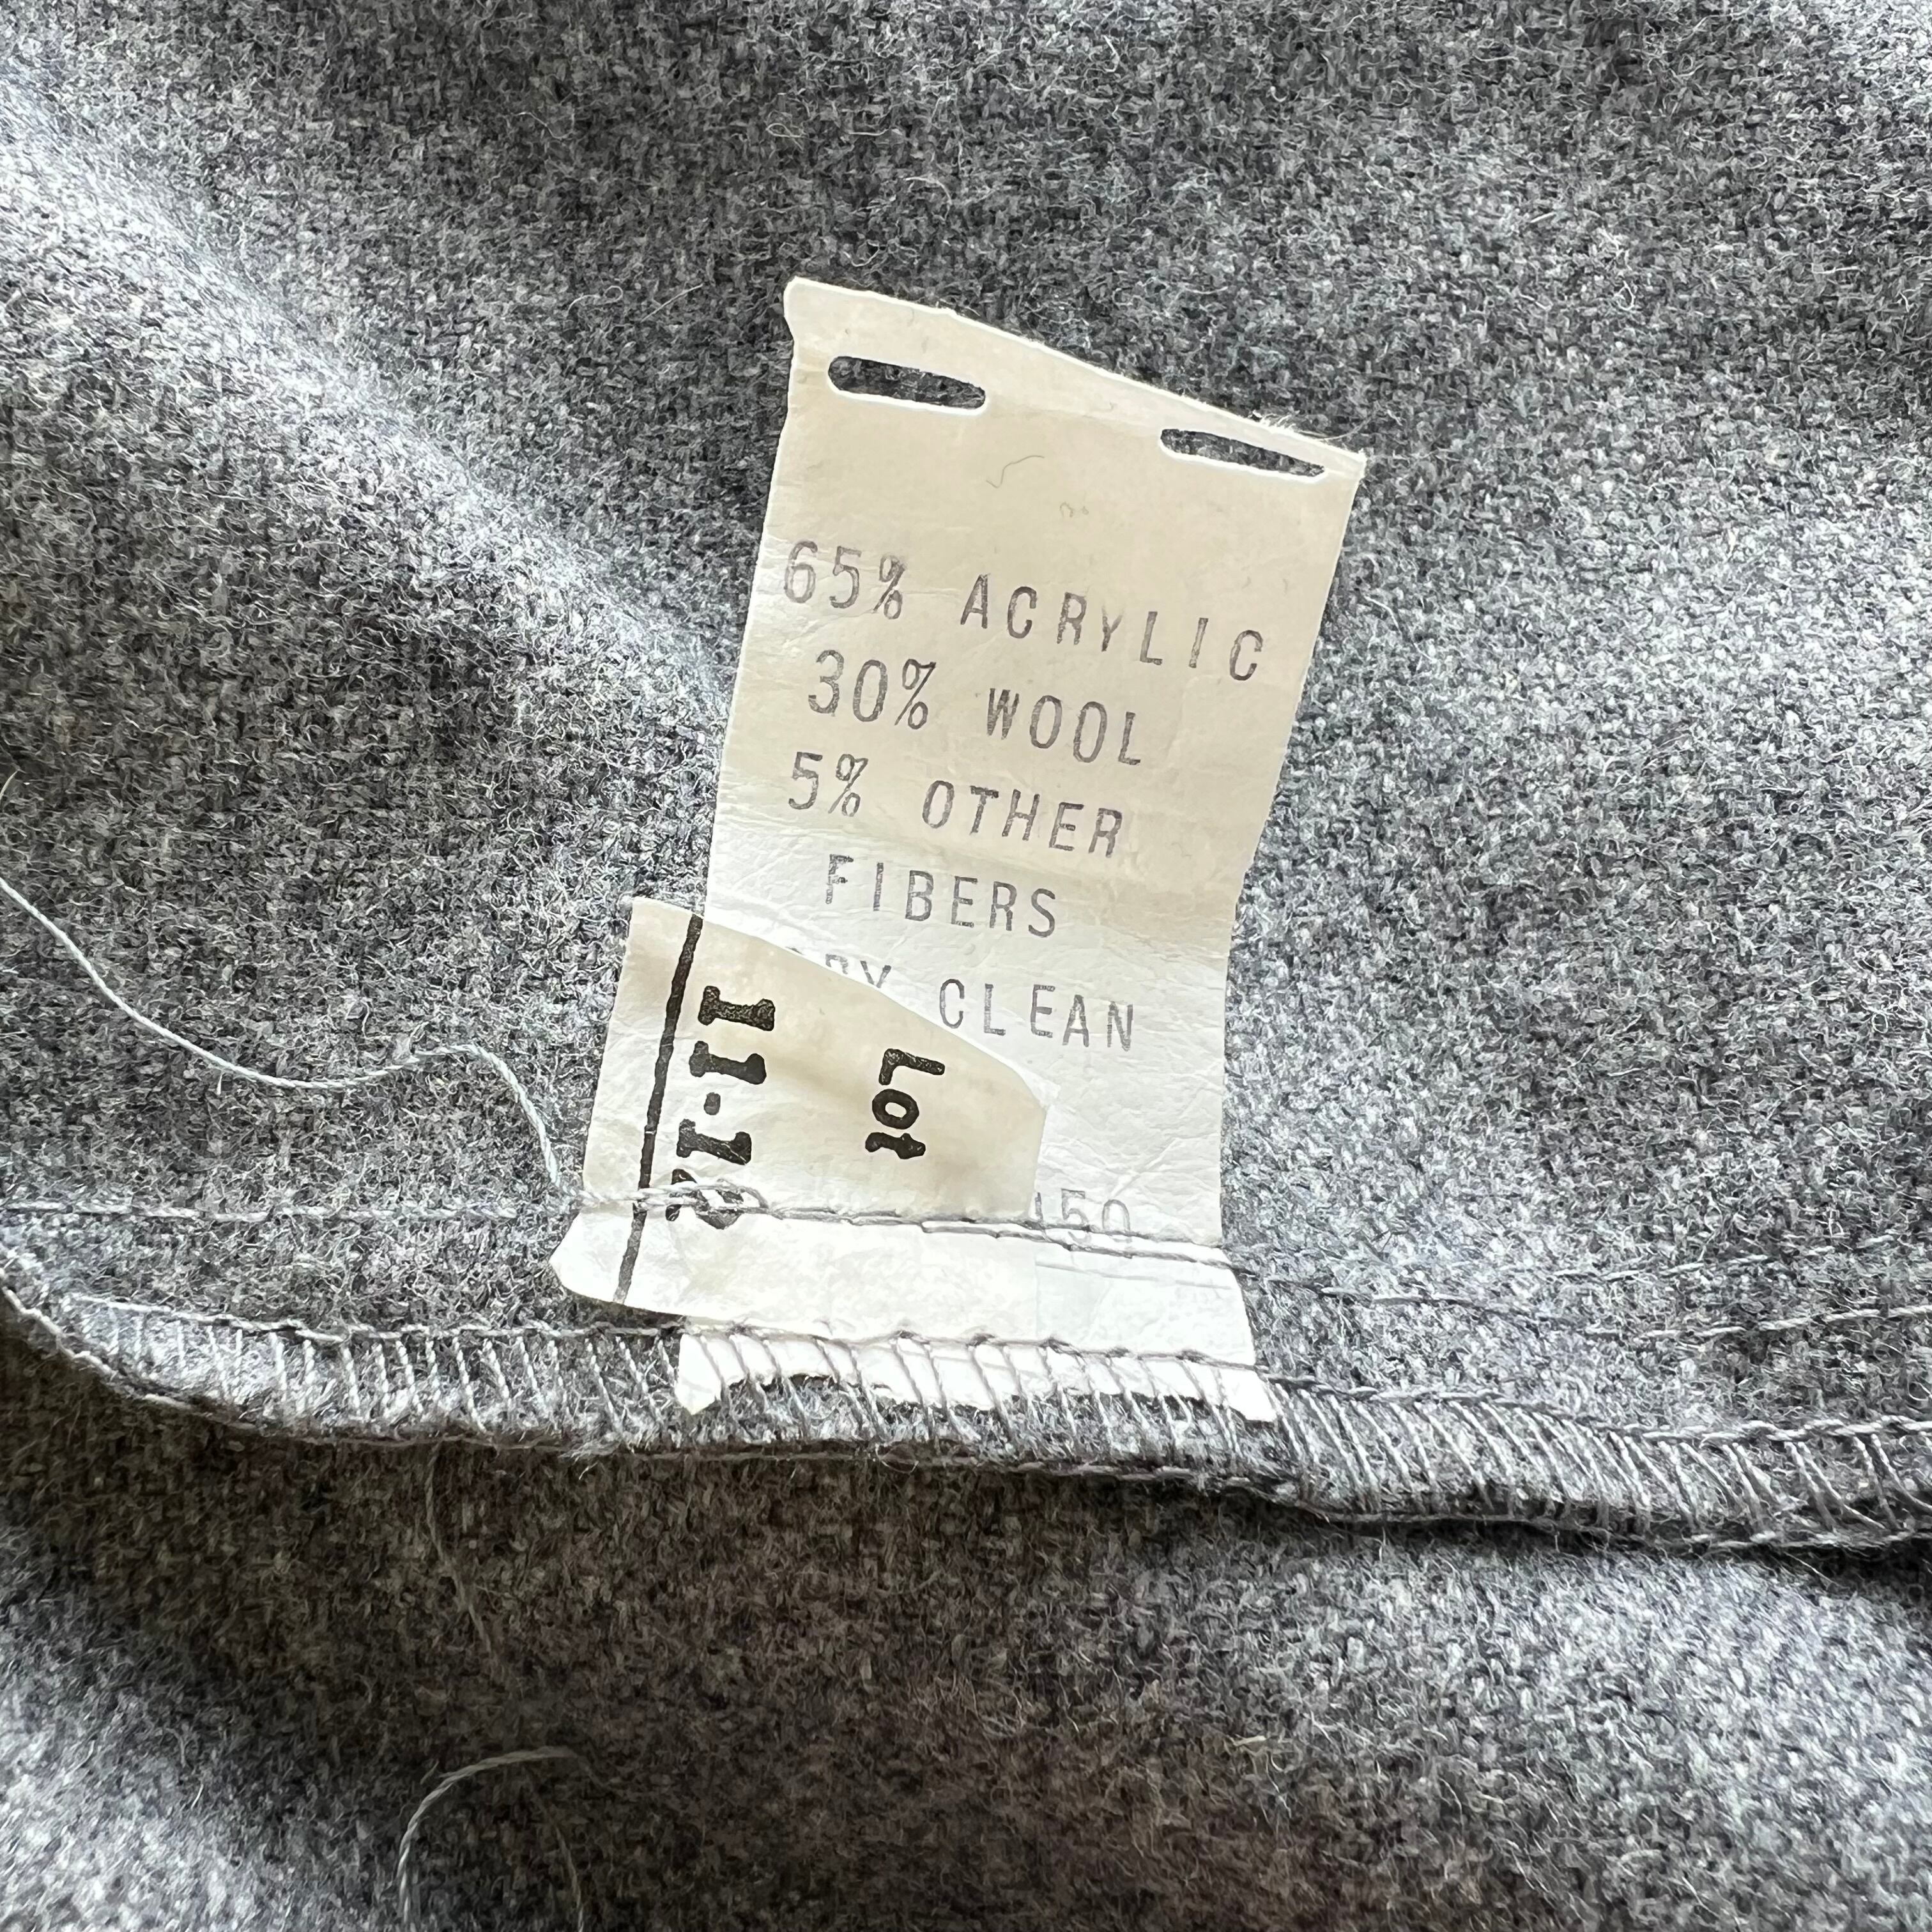 65% ACRYLIC
30% WOOL
5% OTHER
FIBERS
CLEAN
Lot